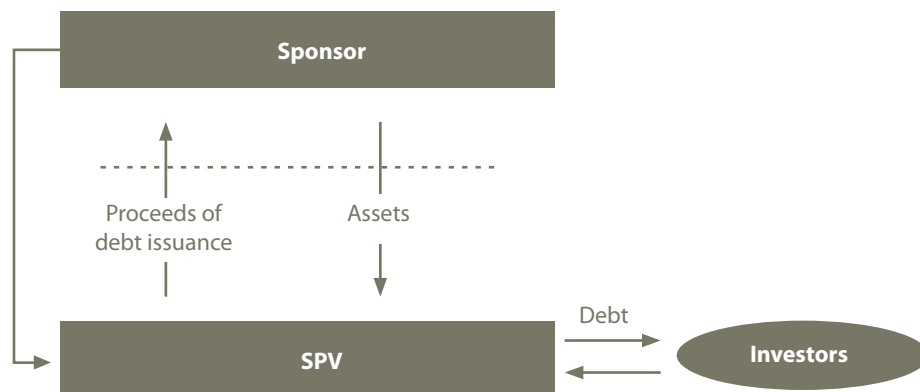 Sponsor
Proceeds of
debt issuance
Assets
Debt
SPV
Investors